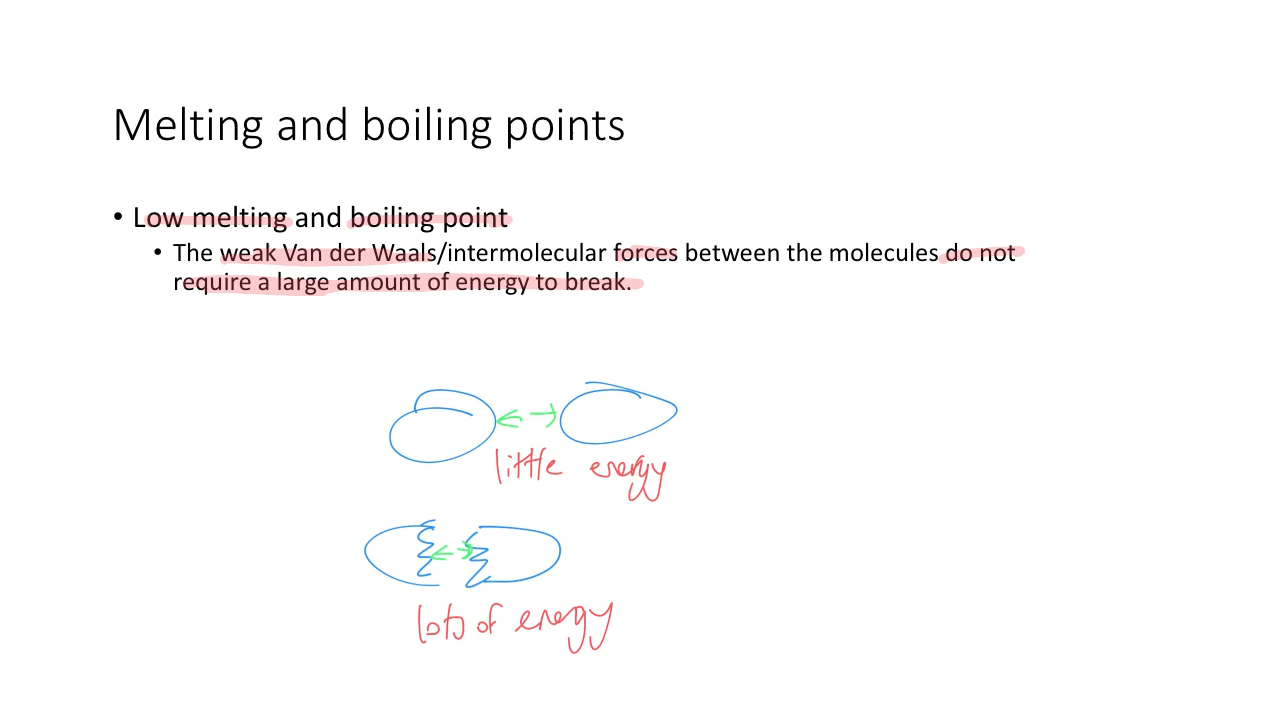 Melting and boiling points
• Low melting and boiling point
• The weak Van der Waals/intermolecular forces between the molecules do not
require a large amount of energy to break.
little energy
lots of energy